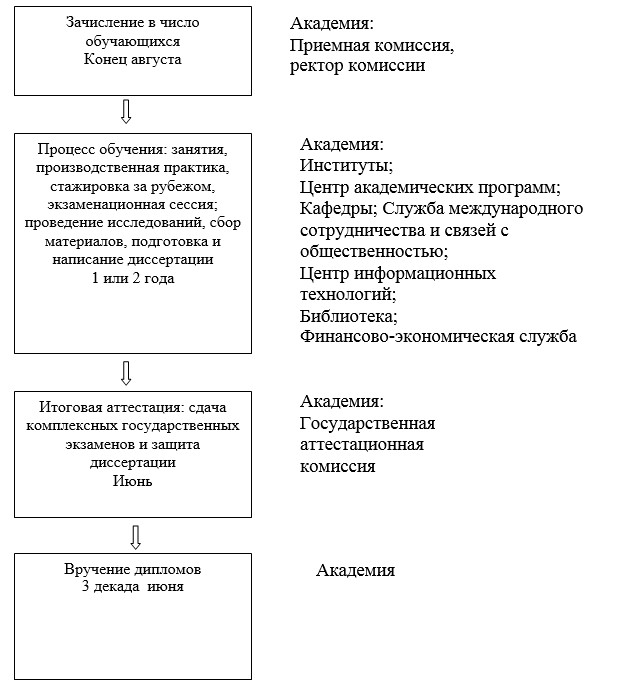 Зачисление в число
обучающихся
Конец августа
Академия:
Приемная комиссия,
ректор комиссии
Процесс обучения: занятия,
производственная практика,
стажировка за рубежом,
экзаменационная сессия;
проведение исследований, сбор
материалов, подготовка и
написание диссертации
1 или 2 года
Академия:
Институты;
Центр академических программ;
Кафедры; Служба международного
сотрудничества и связей с
общественностью;
Центр информационных
технологий;
Библиотека;
Финансово-экономическая служба
Итоговая аттестация: сдача
комплексных государственных
экзаменов и защита
диссертации
Июнь
Академия:
Государственная
аттестационная
комиссия
Вручение дипломов
3 декада  июня
Академия